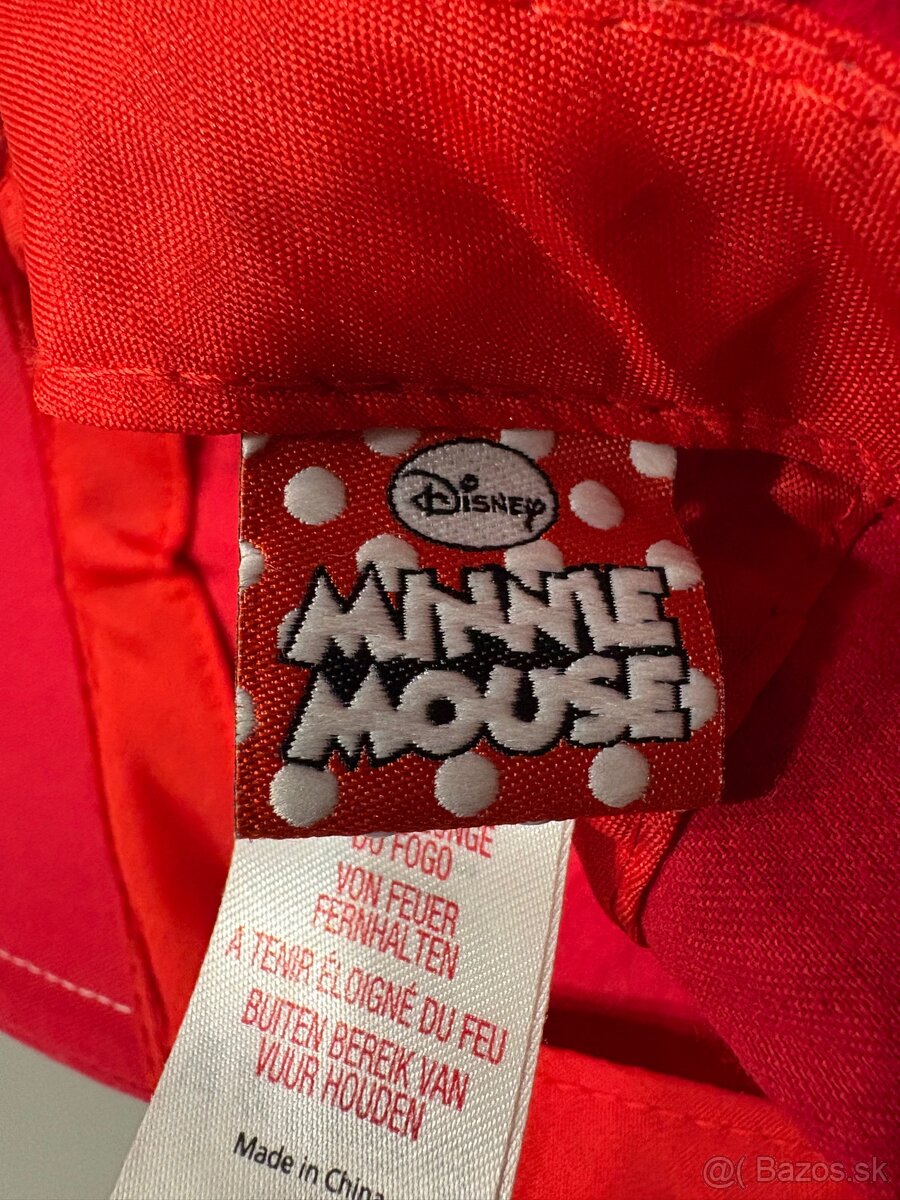 Disney
MINNIE
MOUSE
DO FOGO
VON FEUER
FERNHALTEN
À TENIR ÉLOIGNÉ DU FEU
BUITEN BEREIK VAN
VUUR HOUDEN
Made in China
@( Bazos.sk